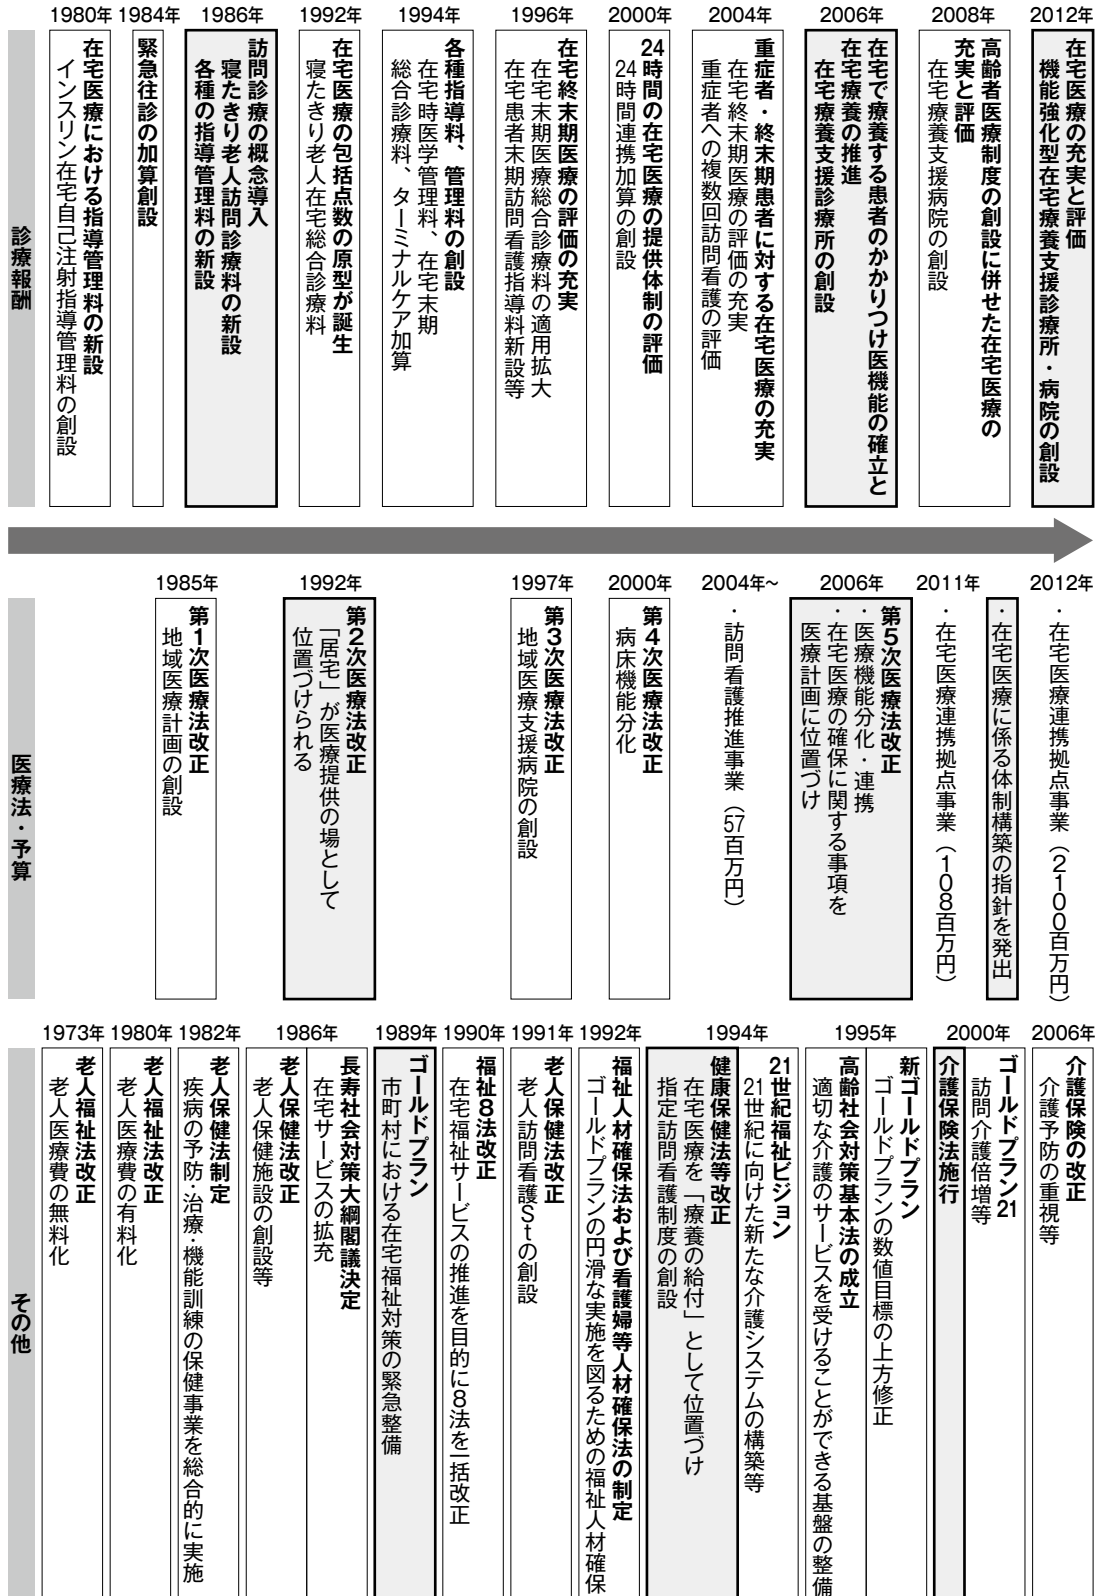 診療報酬
1980年
在宅医療における指導管理料の新設
インスリン在宅自己注射指導管理料の創設
1984年
緊急往診の加算創設
1986年
訪問診療の概念導入
寝たきり老人訪問診療料の新設
各種の指導管理料の新設
1992年
在宅医療の包括点数の原型が誕生
寝たきり老人在宅総合診療料
1994年
各種指導料、管理料の創設
在宅時医学管理料、在宅末期
総合診療料、ターミナルケア加算
1996年
在宅終末期医療の評価の充実
在宅末期医療総合診療料の適用拡大
在宅患者末期訪問看護指導料新設等
2000年
24時間の在宅医療の提供体制の評価
24時間連携加算の創設
2004年
重症者・終末期患者に対する在宅医療の充実
在宅終末期医療の評価の充実
重症者への複数回訪問看護の評価
2006年
在宅で療養する患者のかかりつけ医機能の確立と
在宅療養の推進
在宅療養支援診療所の創設
2008年
高齢者医療制度の創設に併せた在宅医療の
充実と評価
在宅療養支援病院の創設
2012年
在宅医療の充実と評価
機能強化型在宅療養支援診療所・病院の創設
医療法・予算
1985年
第1次医療法改正
地域医療計画の創設
1992年
第2次医療法改正
「居宅」が医療提供の場として
位置づけられる
1997年
第3次医療法改正
地域医療支援病院の創設
2000年
第4次医療法改正
病床機能分化
2004年~
・訪問看護推進事業（57百万円）
2006年
第5次医療法改正
・医療機能分化・連携
・在宅医療の確保に関する事項を
医療計画に位置づけ
2011年
・在宅医療連携拠点事業（108百万円）
2012年
・在宅医療連携拠点事業（2100百万円）
・在宅医療に係る体制構築の指針を発出
その他
1973年
老人福祉法改正
老人医療費の無料化
1980年
老人福祉法改正
老人医療費の有料化
1982年
老人保健法制定
疾病の予防・治療・機能訓練の保健事業を総合的に実施
1986年
長寿社会対策大綱閣議決定
在宅サービスの拡充
老人保健法改正
老人保健施設の創設等
1989年
ゴールドプラン
市町村における在宅福祉対策の緊急整備
1990年
福祉8法改正
在宅福祉サービスの推進を目的に8法を一括改正
1991年
老人保健法改正
老人訪問看護Stの創設
1992年
福祉人材確保法および看護婦等人材確保法の制定
ゴールドプランの円滑な実施を図るための福祉人材確保
1994年
21世紀福祉ビジョン
21世紀に向けた新たな介護システムの構築等
健康保健法等改正
在宅医療を「療養の給付」として位置づけ
指定訪問看護制度の創設
1995年
新ゴールドプラン
ゴールドプランの数値目標の上方修正
高齢社会対策基本法の成立
適切な介護のサービスを受けることができる基盤の整備
2000年
ゴールドプラン21
訪問介護倍増等
介護保険法施行
2006年
介護保険の改正
介護予防の重視等